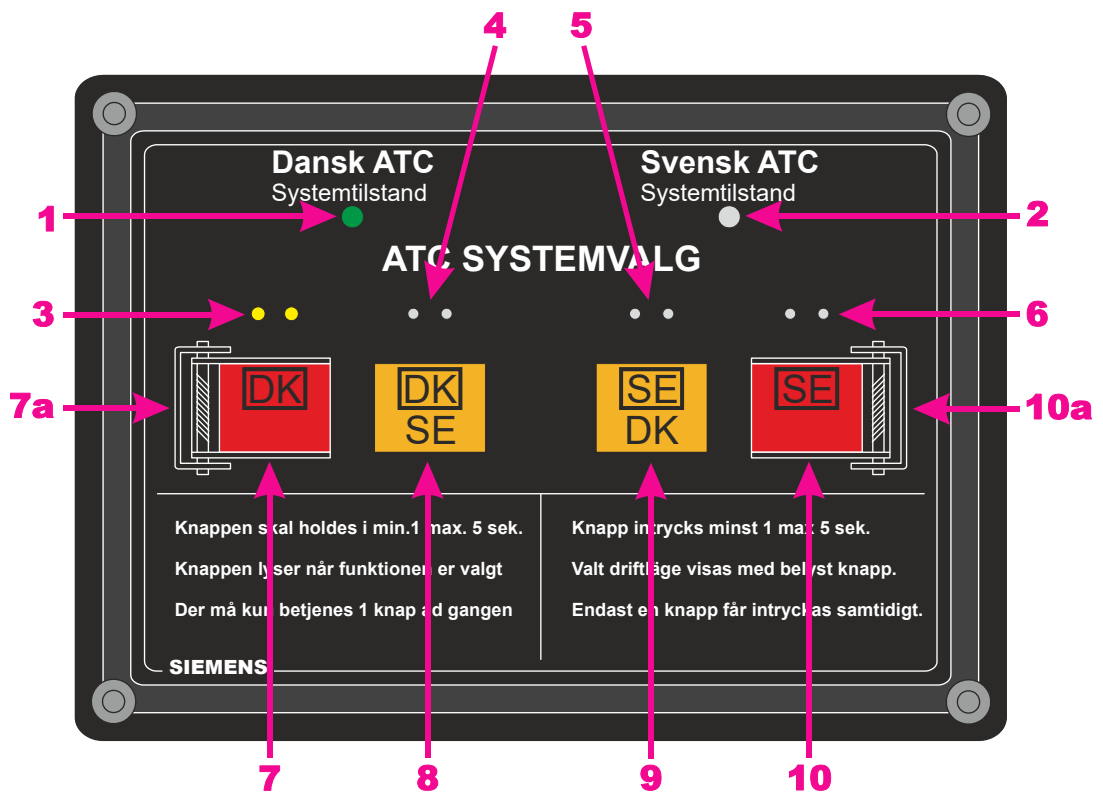 4 5
Dansk ATC
Systemtilstand
Svensk ATC
Systemtilstand
1
2
ATC SYSTEMVALG
3
6
7a
DK
DK
SE
SE
DK
SE
10a
Knappen skal holdes i min.1 max. 5 sek.
Knappen lyser når funktionen er valgt
Der må kun betjenes 1 knap ad gangen
Knapp intrycks minst 1 max 5 sek.
Valt driftläge visas med belyst knapp.
Endast en knapp får intryckas samtidigt.
SIEMENS
7 8 9 10